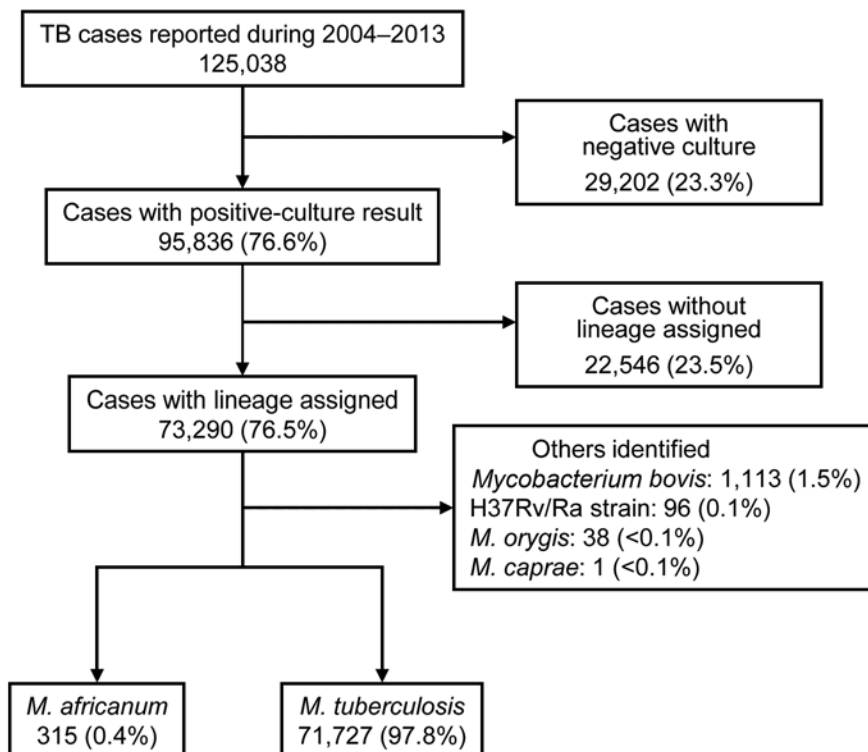 TB cases reported during 2004–2013
125,038
Cases with
negative culture
29,202 (23.3%)
Cases with positive-culture result
95,836 (76.6%)
Cases without
lineage assigned
22,546 (23.5%)
Cases with lineage assigned
73,290 (76.5%)
Others identified
Mycobacterium bovis: 1,113 (1.5%)
H37Rv/Ra strain: 96 (0.1%)
M. orygis: 38 (<0.1%)
M. caprae: 1 (<0.1%)
M. africanum
315 (0.4%)
M. tuberculosis
71,727 (97.8%)